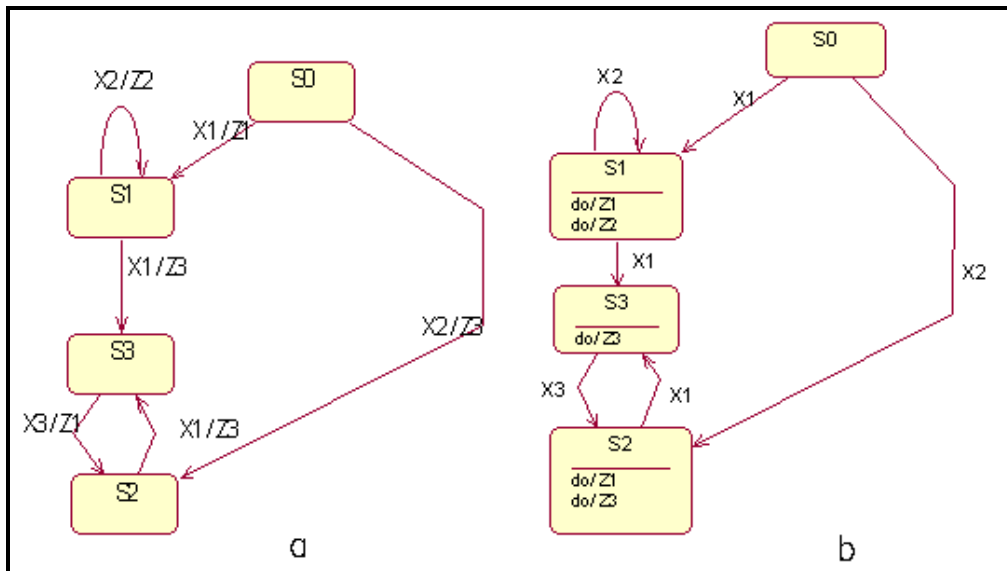 X2/Z2
S0
X1/Z1
S1
X1/Z3
S3
X2/Z3
X3/Z1
X1/Z3
S2
a
S0
X2
X1
S1
do/Z1
do/Z2
X1
X2
S3
do/Z3
X3
X1
S2
do/Z1
do/Z3
b